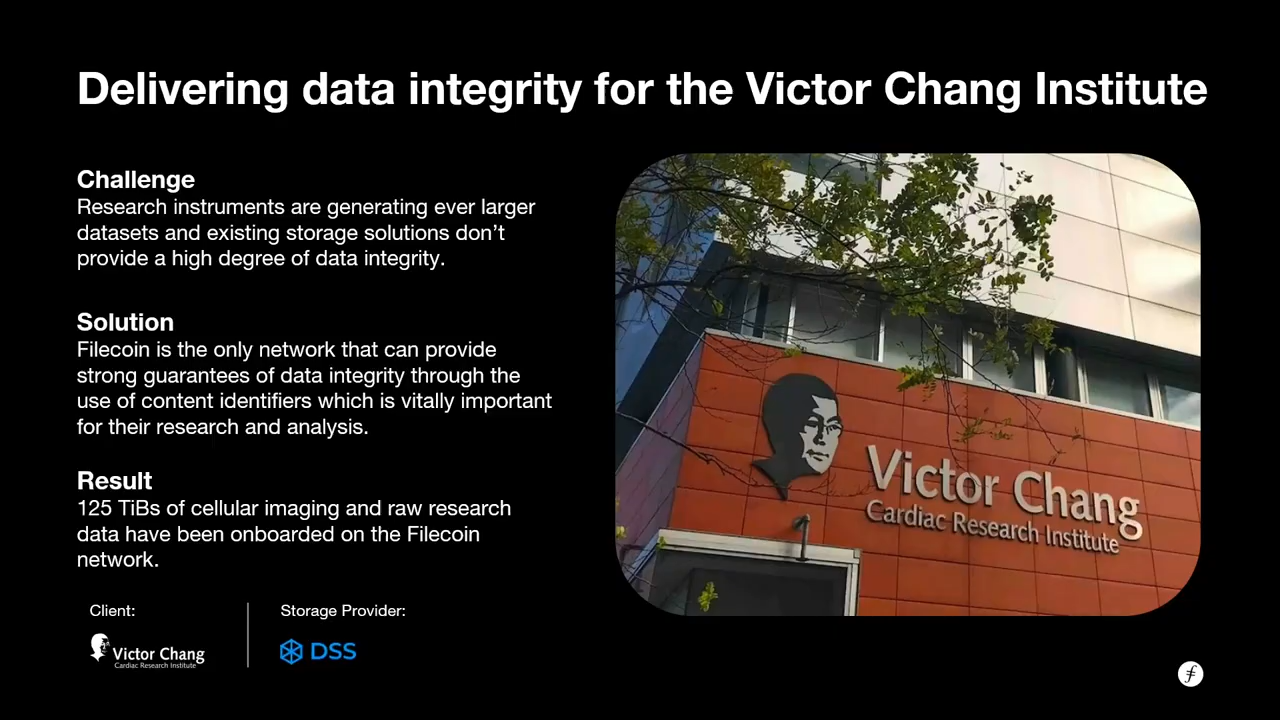 Delivering data integrity for the Victor Chang Institute
Challenge
Research instruments are generating ever larger
datasets and existing storage solutions don’t
provide a high degree of data integrity.
Solution
Filecoin is the only network that can provide
strong guarantees of data integrity through the
use of content identifiers which is vitally important
for their research and analysis.
Result
125 TiBs of cellular imaging and raw research
data have been onboarded on the Filecoin
network.
Client:
Victor Chang
Cardiac Research Institute
Storage Provider:
DSS
Victor Chang
Cardiac Research Institute